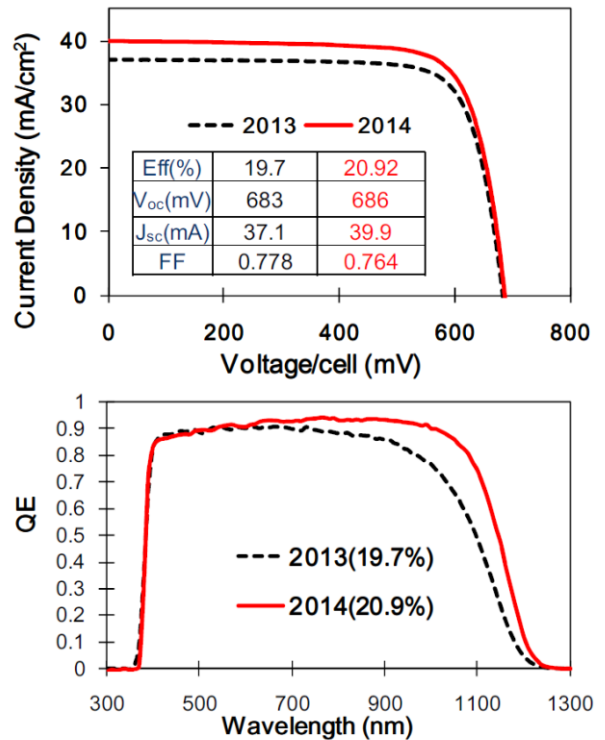 Current Density (mA/cm²)
40
30
20
10
0
2013 2014
Eff(%) 19.7 20.92
Voc(mV) 683 686
Jsc(mA) 37.1 39.9
FF 0.778 0.764
0 200 400 600 800
Voltage/cell (mV)
QE
1
0.9
0.8
0.7
0.6
0.5
0.4
0.3
0.2
0.1
0
2013(19.7%)
2014(20.9%)
300 500 700 900 1100 1300
Wavelength (nm)